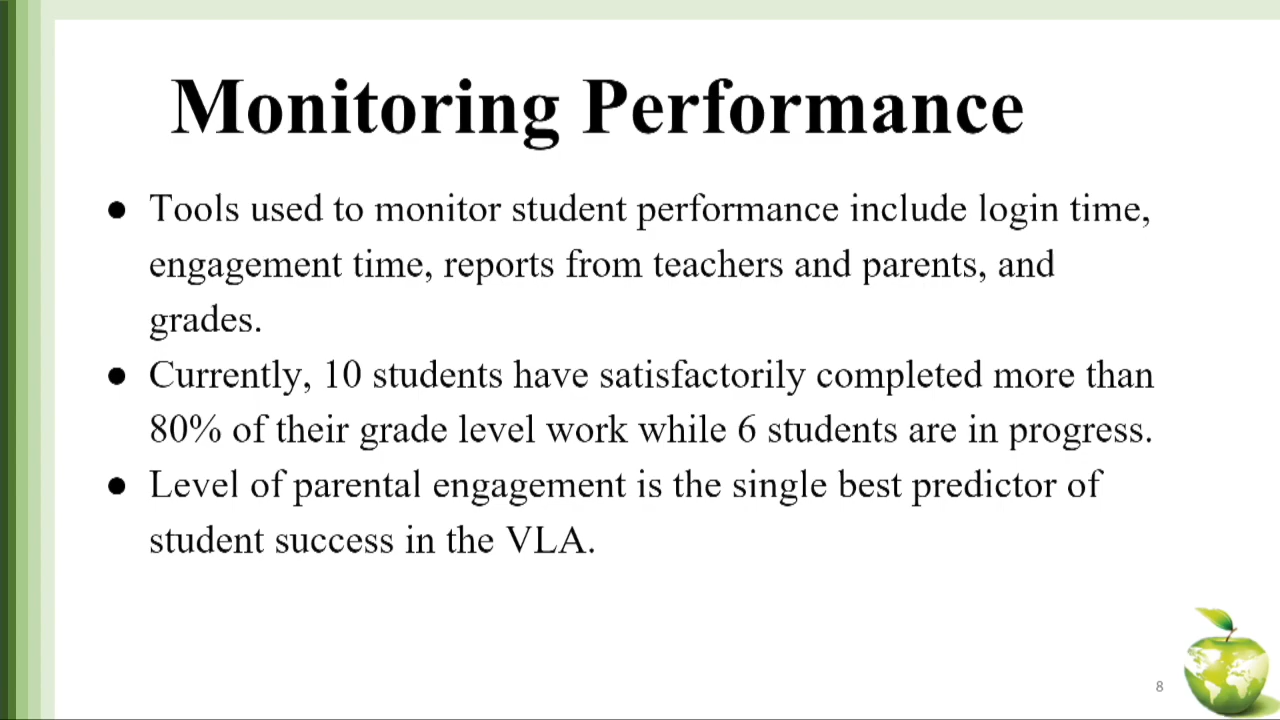 Monitoring Performance
● Tools used to monitor student performance include login time,
engagement time, reports from teachers and parents, and
grades.
● Currently, 10 students have satisfactorily completed more than
80% of their grade level work while 6 students are in progress.
● Level of parental engagement is the single best predictor of
student success in the VLA.
8